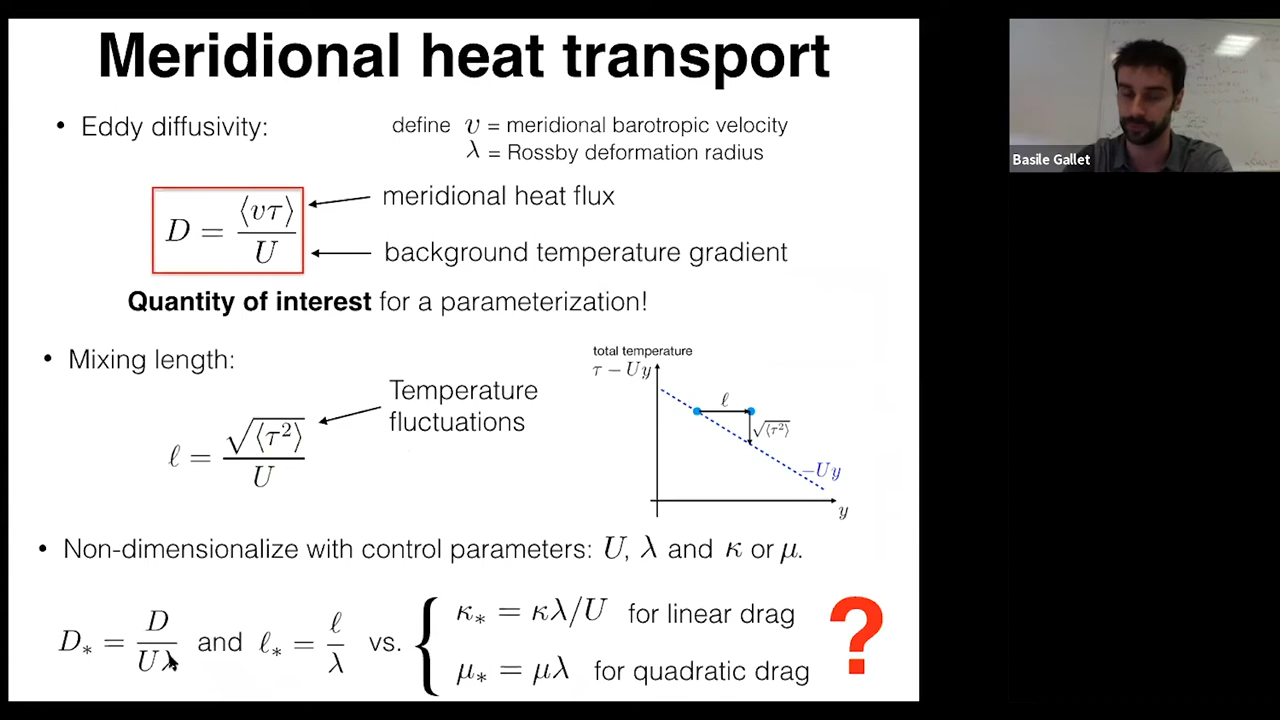 Meridional heat transport
• Eddy diffusivity:
define v = meridional barotropic velocity
λ = Rossby deformation radius
D = ⟨vτ⟩ / U
meridional heat flux
background temperature gradient
Quantity of interest for a parameterization!
• Mixing length:
ℓ = √⟨τ²⟩ / U
Temperature
fluctuations
total temperature
τ − Uy
ℓ
√⟨τ²⟩
−Uy
y
• Non-dimensionalize with control parameters: U, λ and κ or μ.
D∗ = D / Uλ and ℓ∗ = ℓ / λ vs.
κ∗ = κλ/U for linear drag
μ∗ = μλ for quadratic drag
?
Basile Gallet